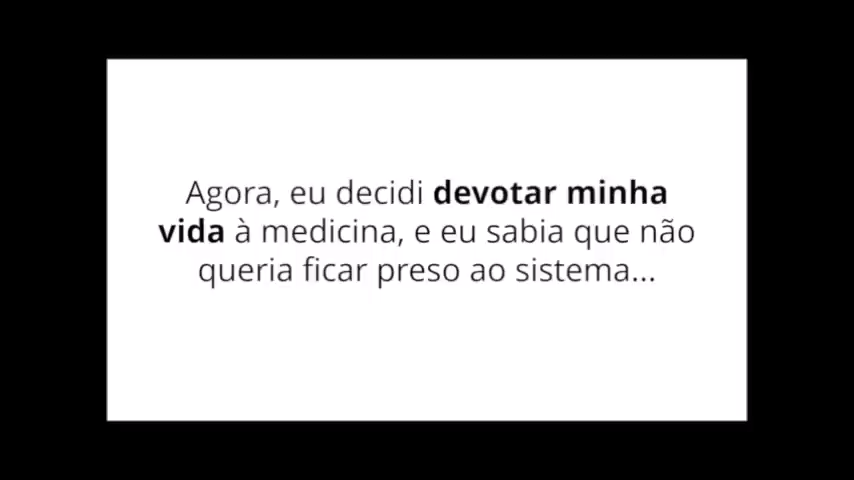 Agora, eu decidi devotar minha
vida à medicina, e eu sabia que não
queria ficar preso ao sistema...